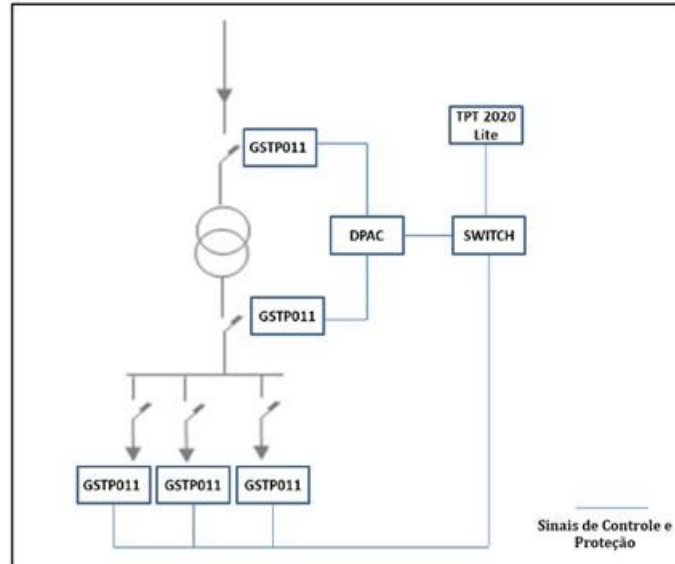 TPT 2020
Lite
GSTP011
DPAC
SWITCH
GSTP011
GSTP011
GSTP011
GSTP011
Sinais de Controle e
Proteção